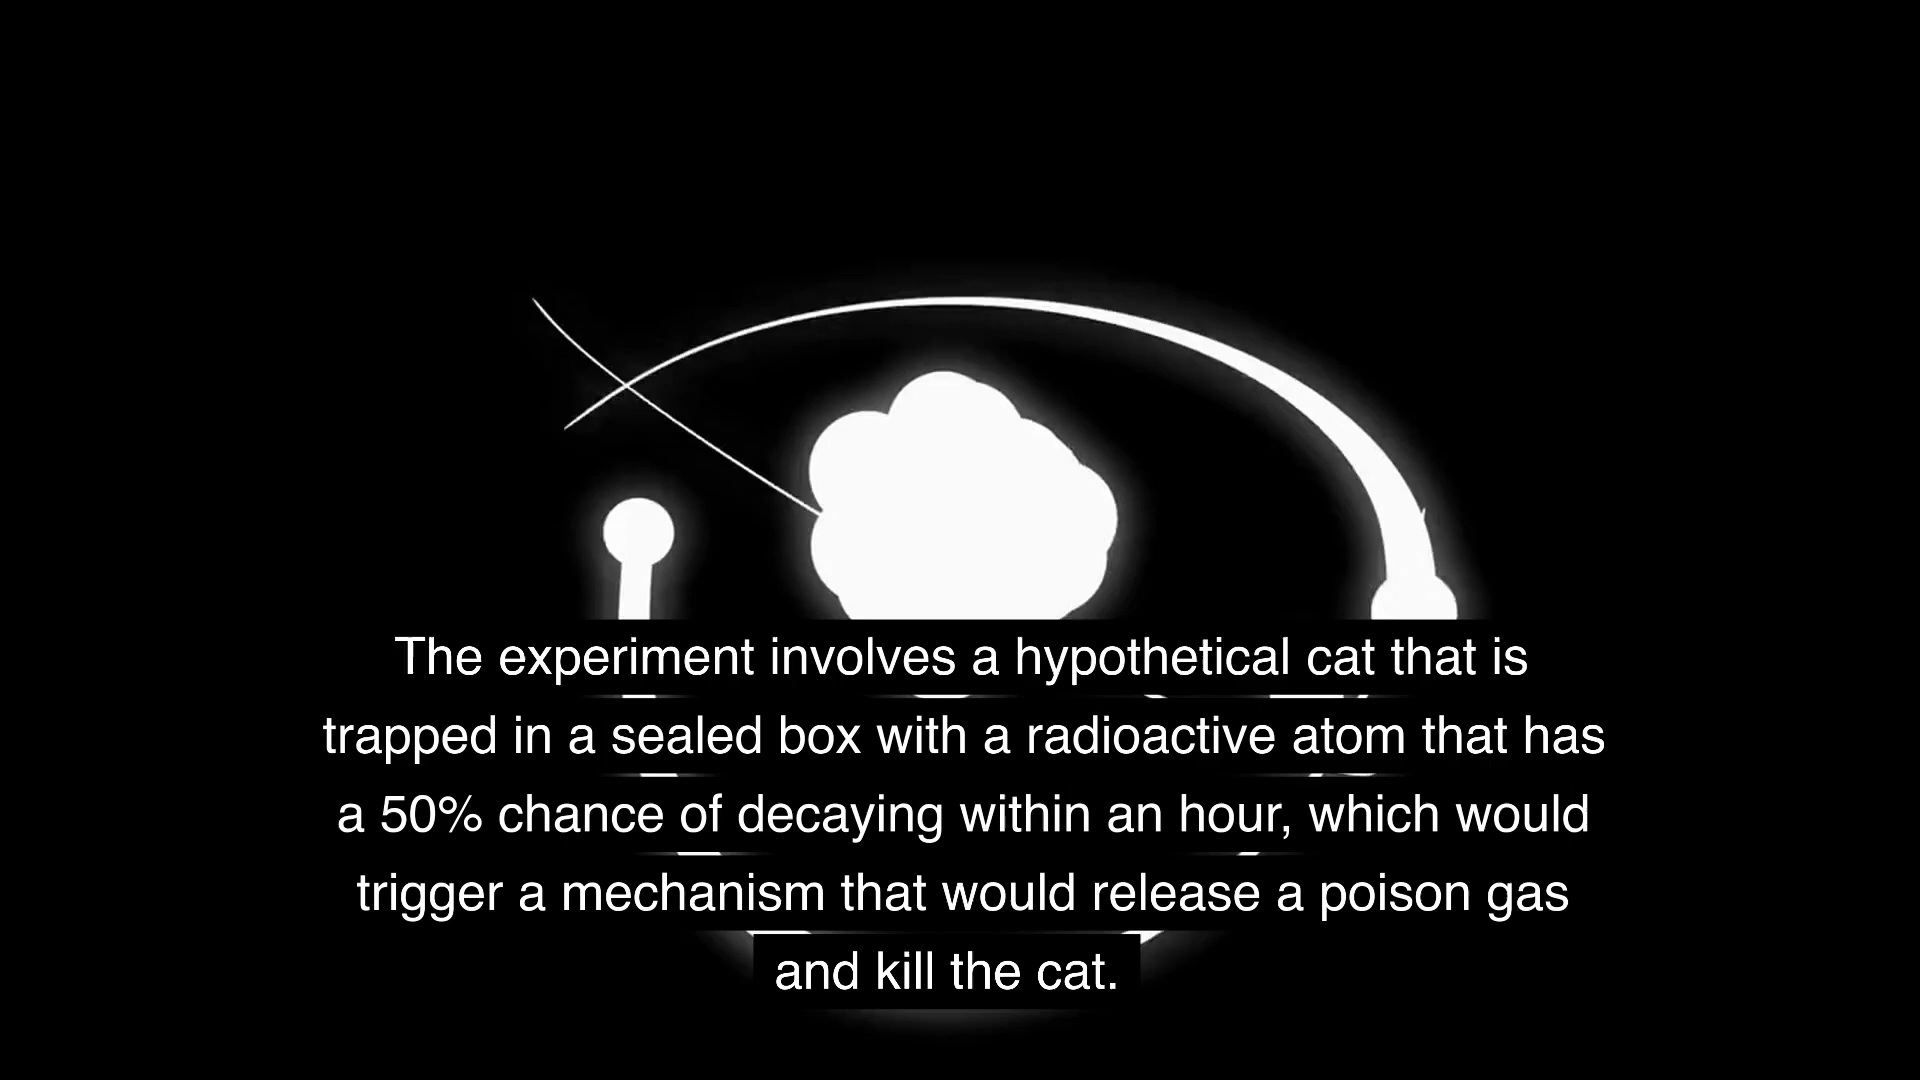 The experiment involves a hypothetical cat that is
trapped in a sealed box with a radioactive atom that has
a 50% chance of decaying within an hour, which would
trigger a mechanism that would release a poison gas
and kill the cat.